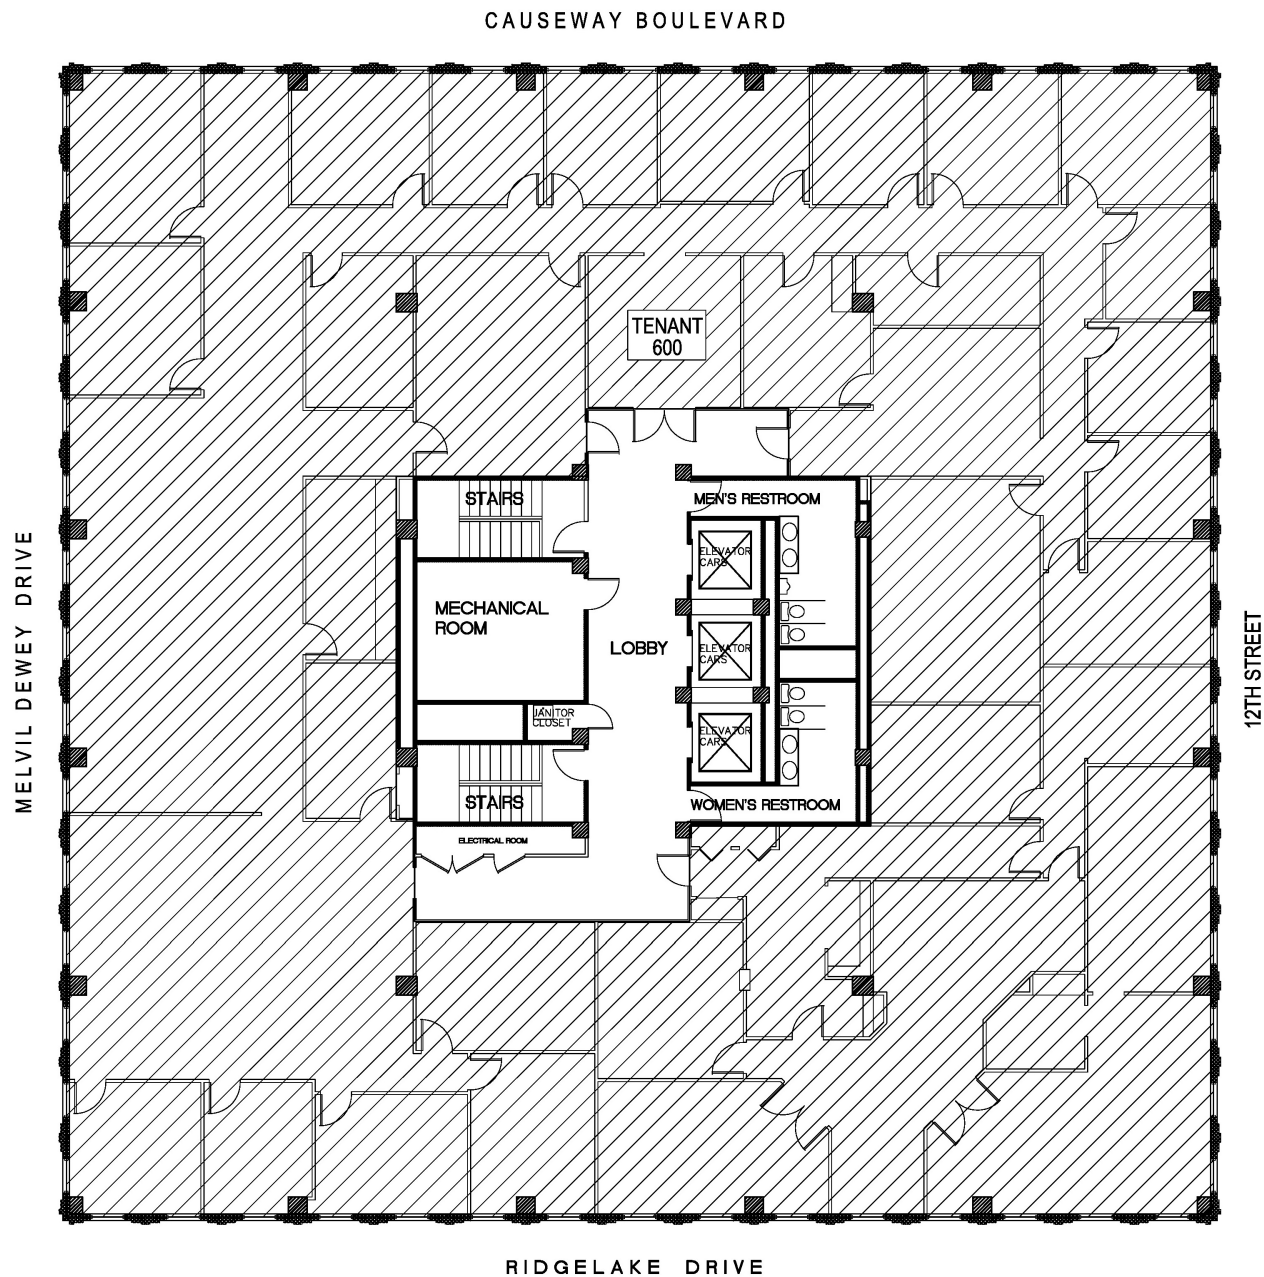 CAUSEWAY BOULEVARD
TENANT
600
STAIRS
MEN'S RESTROOM
ELEVATOR
CARS
MECHANICAL
ROOM
LOBBY
ELEVATOR
CARS
JANITOR
CLOSET
ELEVATOR
CARS
STAIRS
WOMEN'S RESTROOM
ELECTRICAL ROOM
MELVIL DEWEY DRIVE
12TH STREET
RIDGELAKE DRIVE